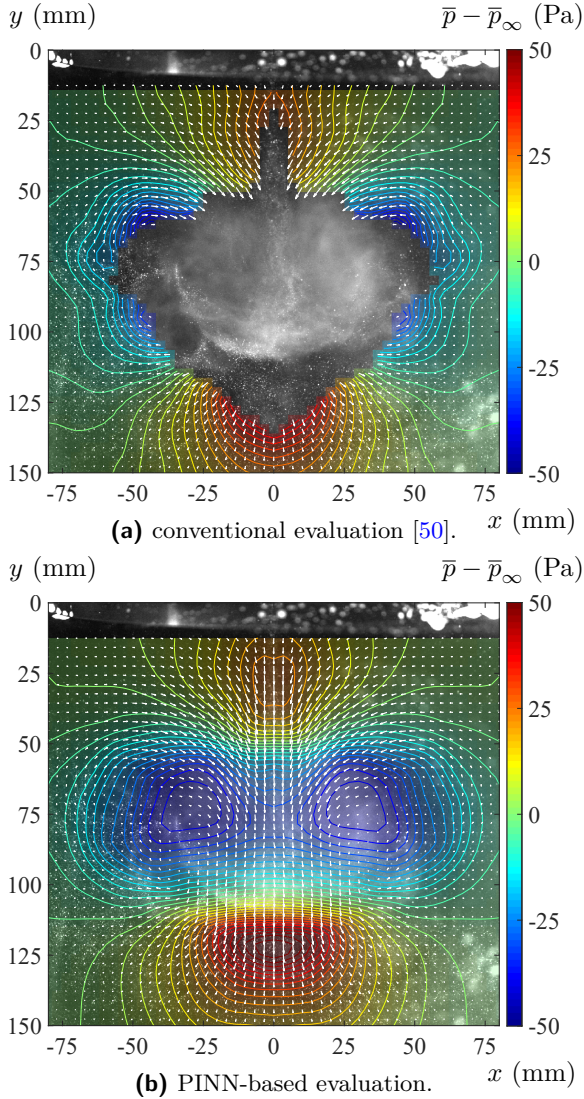 y (mm) p̅ − p̅∞ (Pa)
0 50
25 25
50
75 0
100 -25
125
150 -50
-75 -50 -25 0 25 50 75
(a) conventional evaluation [50]. x (mm)
y (mm) p̅ − p̅∞ (Pa)
0 50
25 25
50
75 0
100 -25
125
150 -50
-75 -50 -25 0 25 50 75
(b) PINN-based evaluation. x (mm)